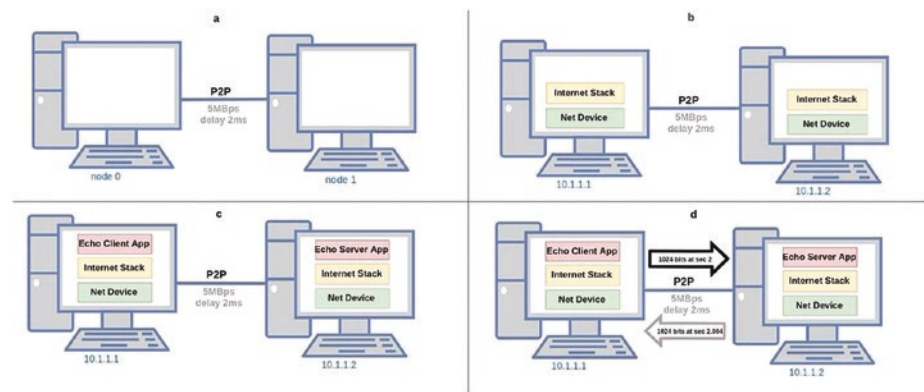 a
P2P
5MBps
delay 2ms
node 0
node 1
b
Internet Stack
Net Device
P2P
5MBps
delay 2ms
Internet Stack
Net Device
10.1.1.1
10.1.1.2
c
Echo Client App
Internet Stack
Net Device
P2P
5MBps
delay 2ms
Echo Server App
Internet Stack
Net Device
10.1.1.1
10.1.1.2
d
Echo Client App
Internet Stack
Net Device
1024 bits at sec 2
P2P
5MBps
delay 2ms
1024 bits at sec 2.004
Echo Server App
Internet Stack
Net Device
10.1.1.1
10.1.1.2